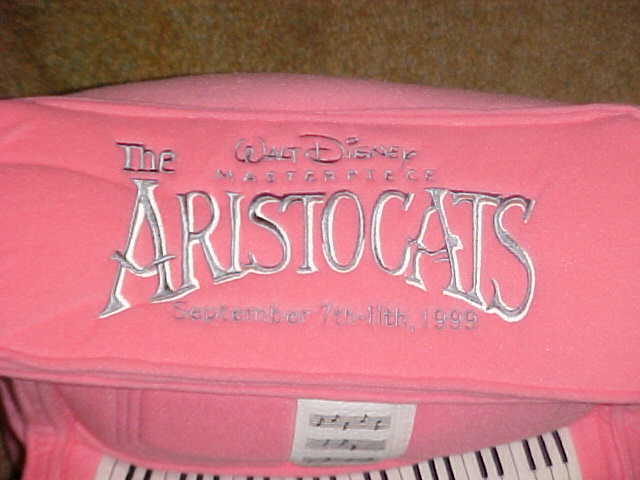 Walt Disney
MASTERPIECE
The
ARISTOCATS
September 7th-11th, 1999